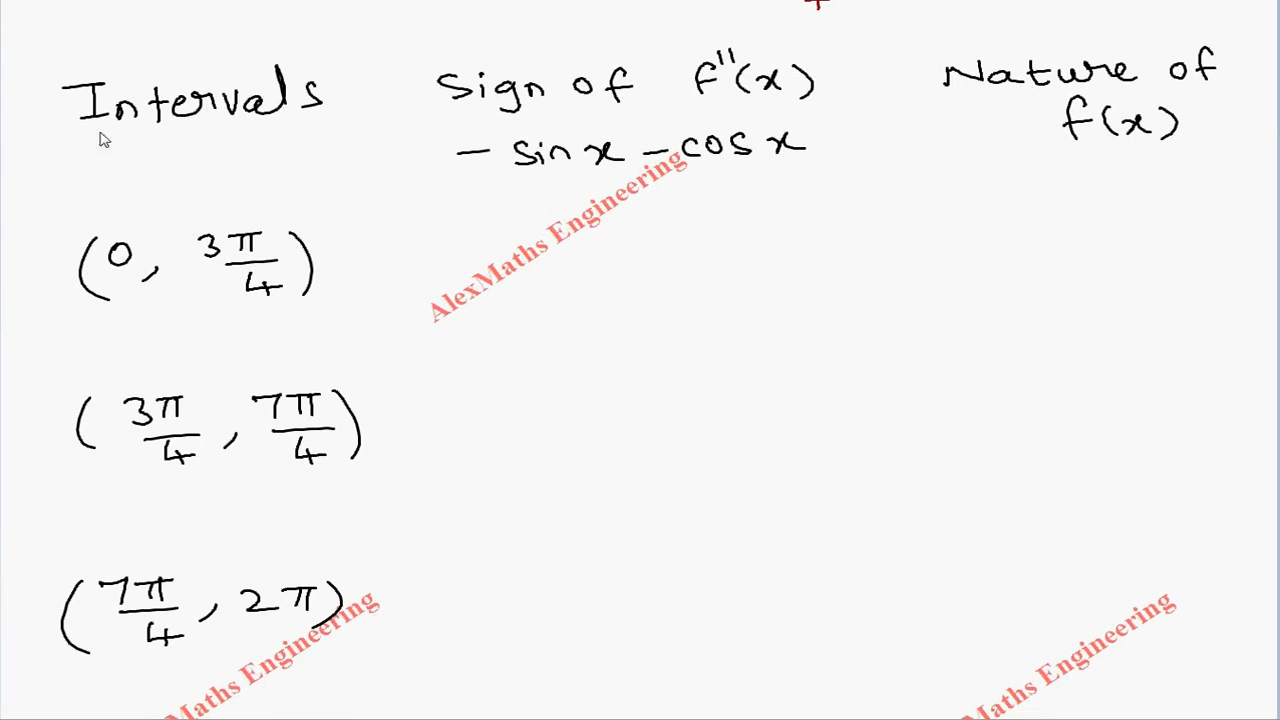 Intervals Sign of f''(x) Nature of
- sin x - cos x f(x)
AlexMaths Engineering
(0, 3π/4)
(3π/4, 7π/4)
(7π/4, 2π)
Maths Engineering
Maths Engineering